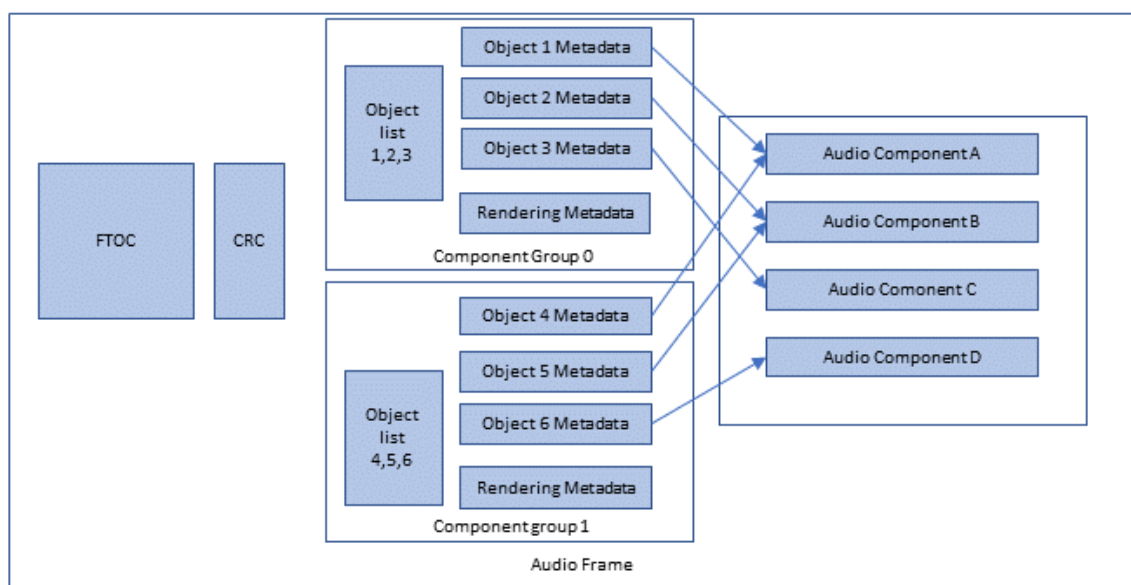 FTOC
CRC
Object
list
1,2,3
Object 1 Metadata
Object 2 Metadata
Object 3 Metadata
Rendering Metadata
Component Group 0
Object
list
4,5,6
Object 4 Metadata
Object 5 Metadata
Object 6 Metadata
Rendering Metadata
Component group 1
Audio Component A
Audio Component B
Audio Comonent C
Audio Component D
Audio Frame